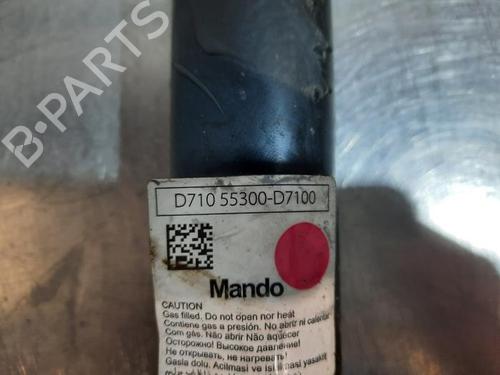 B-PARTS
D710 55300-D7100
Mando
CAUTION
Gas filled. Do not open nor heat
Contiene gas a presión. No abrir ni calentar
Com gás. Não abrir Não aquecer
Осторожно! Высокое давление!
Не открывать, не нагревать!
Gazla dolu. Acilmasi ve isitilmasi yasaktir